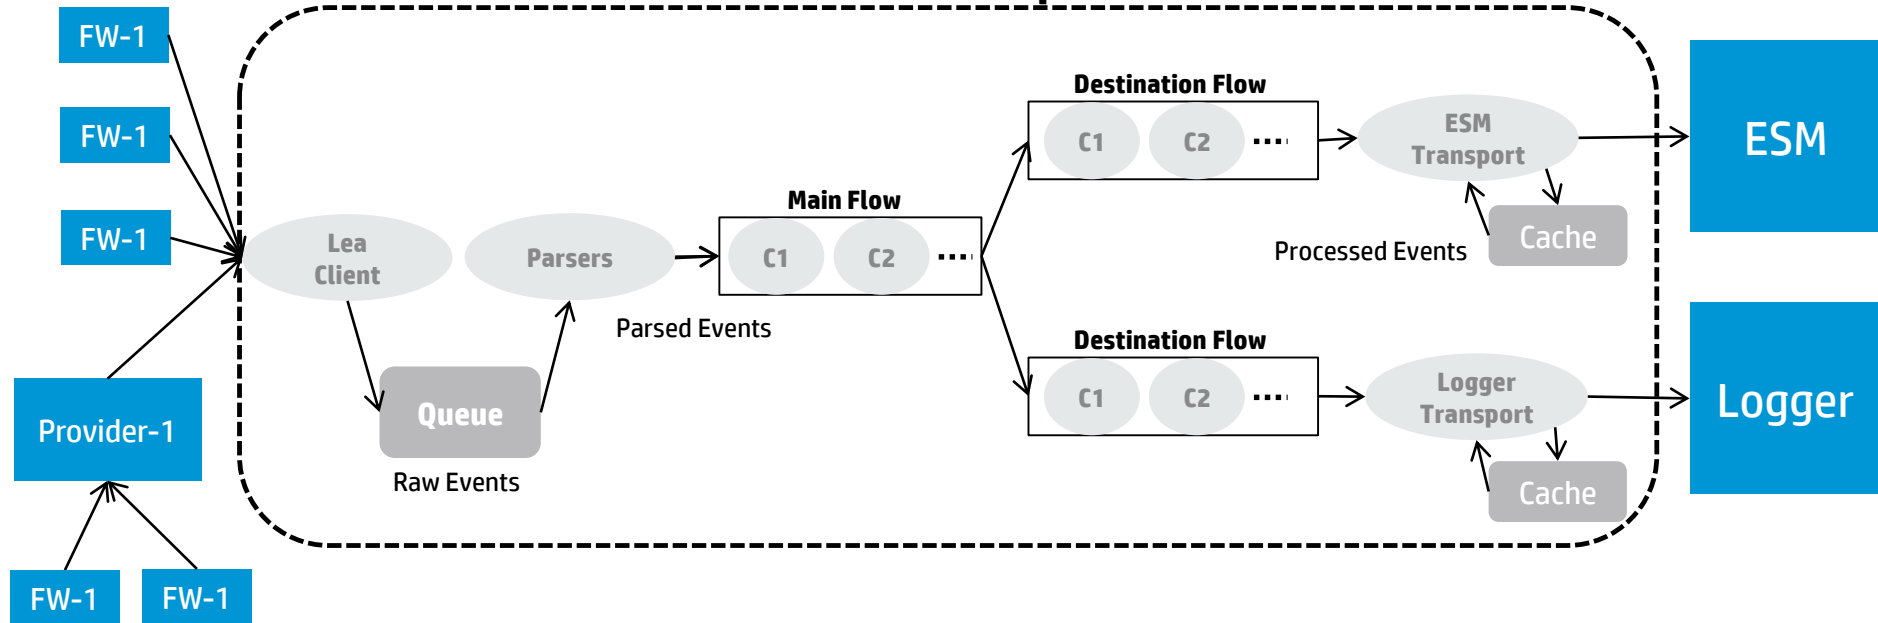 FW-1
FW-1
FW-1
Provider-1
FW-1
FW-1
Lea
Client
Queue
Raw Events
Parsers
Parsed Events
Main Flow
C1
C2
....
Destination Flow
C1
C2
....
ESM
Transport
Processed Events
Cache
ESM
Destination Flow
C1
C2
....
Logger
Transport
Cache
Logger